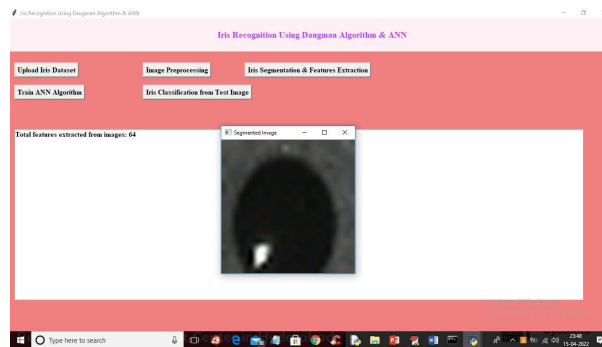 Iris Recognition Using Daugman Algorithm & ANN
Iris Recognition Using Daugman Algorithm & ANN
Upload Iris Dataset
Image Preprocessing
Iris Segmentation & Features Extraction
Train ANN Algorithm
Iris Classification from Test Image
Total features extracted from images: 64
Segmented Image
Type here to search
23:48
15-04-2022